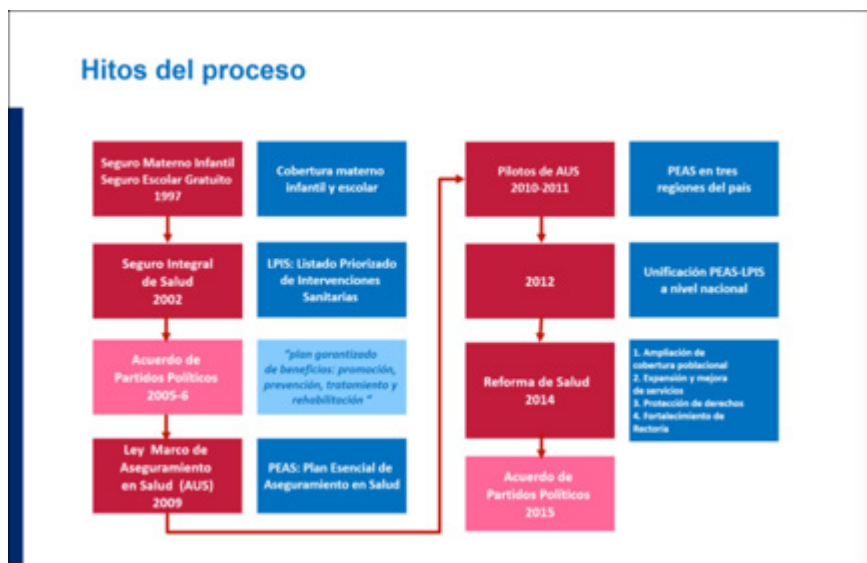 Hitos del proceso
Seguro Materno Infantil
Seguro Escolar Gratuito
1997
Cobertura materno
infantil y escolar
Seguro Integral
de Salud
2002
LPIS: Listado Priorizado
de Intervenciones
Sanitarias
Acuerdo de
Partidos Políticos
2005-6
"plan garantizado
de beneficios: promoción,
prevención, tratamiento y
rehabilitación "
Ley Marco de
Aseguramiento
en Salud (AUS)
2009
PEAS: Plan Esencial de
Aseguramiento en Salud
Pilotos de AUS
2010-2011
PEAS en tres
regiones del país
2012
Unificación PEAS-LPIS
a nivel nacional
Reforma de Salud
2014
1. Ampliación de
cobertura poblacional
2. Expansión y mejora
de servicios
3. Protección de derechos
4. Fortalecimiento de
Rectoría
Acuerdo de
Partidos Políticos
2015